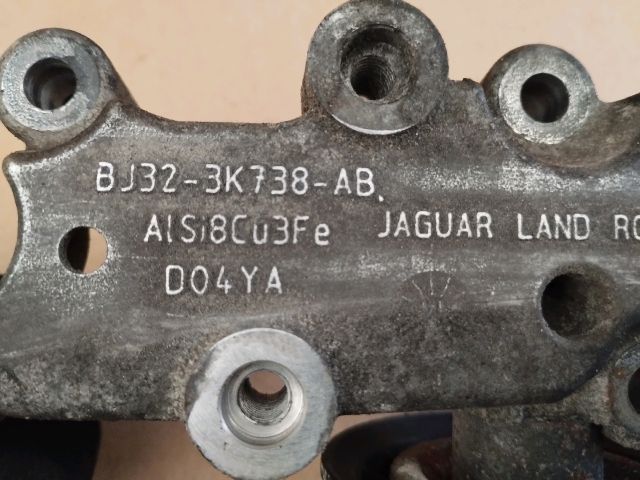 BJ32-3K738-AB.
AlSi8Cu3Fe JAGUAR LAND RO
D04YA